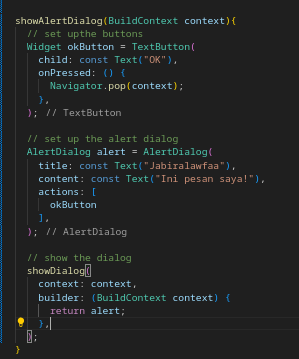 showAlertDialog(BuildContext context){
// set upthe buttons
Widget okButton = TextButton(
child: const Text("OK"),
onPressed: () {
Navigator.pop(context);
},
); // TextButton
// set up the alert dialog
AlertDialog alert = AlertDialog(
title: const Text("Jabiralawfaa"),
content: const Text("Ini pesan saya!"),
actions: [
okButton
],
); // AlertDialog
// show the dialog
showDialog(
context: context,
builder: (BuildContext context) {
return alert;
},
);
}